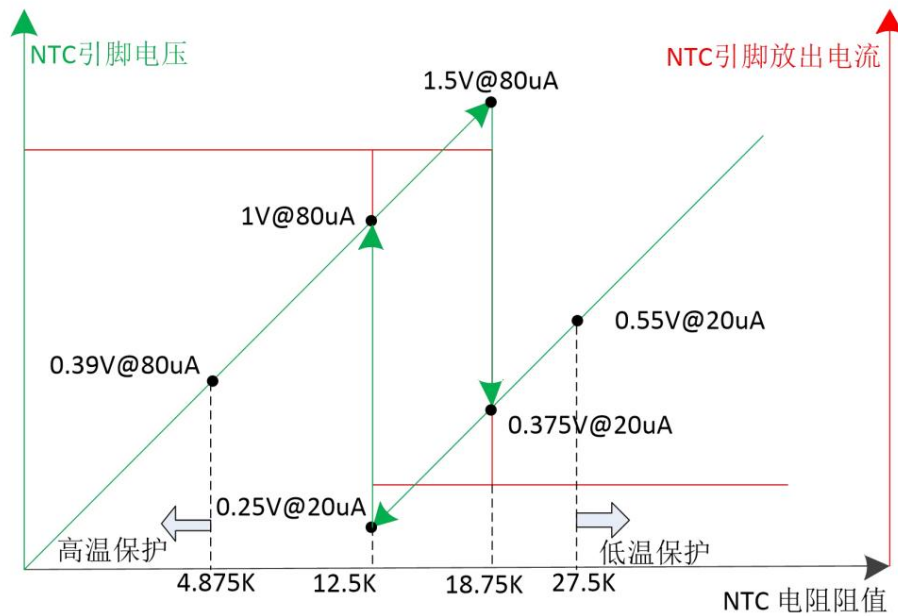 NTC引脚电压
NTC引脚放出电流
1.5V@80uA
1V@80uA
0.55V@20uA
0.39V@80uA
0.375V@20uA
0.25V@20uA
高温保护
低温保护
4.875K
12.5K
18.75K
27.5K
NTC 电阻阻值